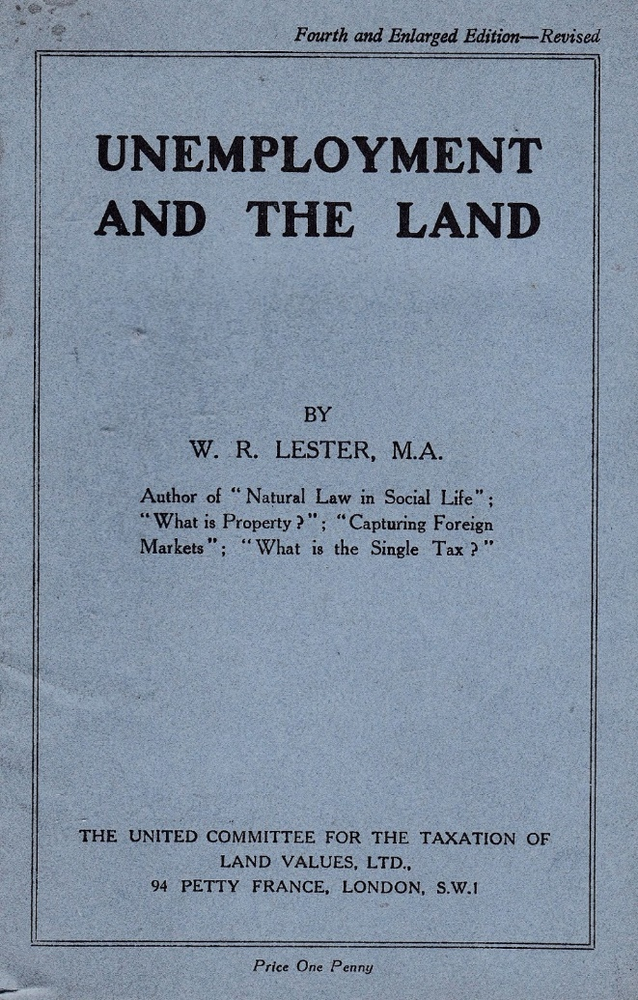 Fourth and Enlarged Edition—Revised
UNEMPLOYMENT
AND THE LAND
BY
W. R. LESTER, M.A.
Author of “ Natural Law in Social Life” ;
“What is Property ? ” ; “Capturing Foreign
Markets” ; “What is the Single Tax ? ”
THE UNITED COMMITTEE FOR THE TAXATION OF
LAND VALUES, LTD.,
94 PETTY FRANCE, LONDON, S.W.1
Price One Penny